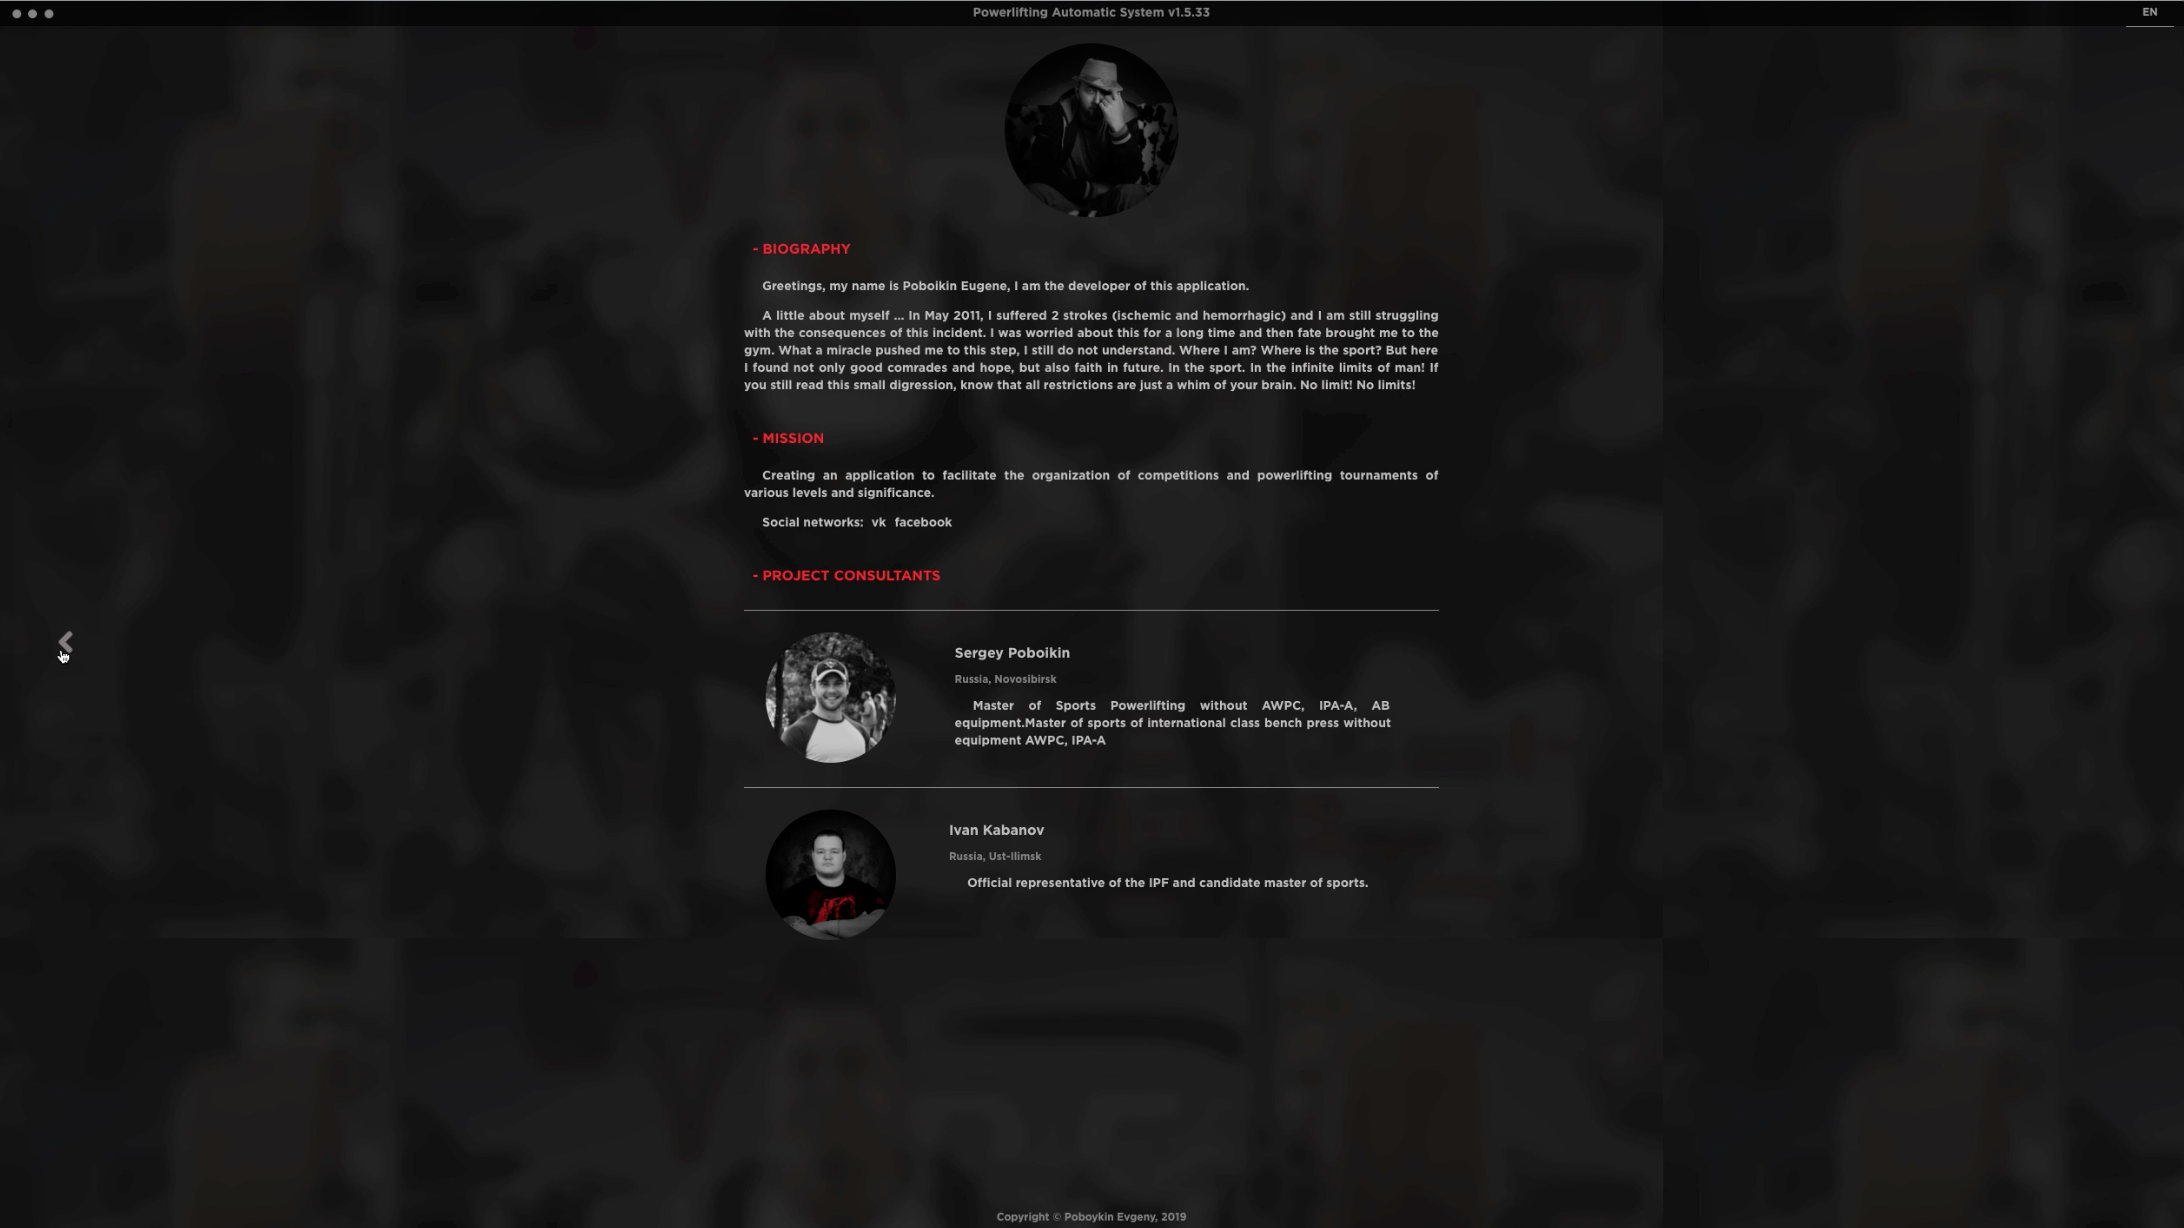 Powerlifting Automatic System v1.5.33
EN
- BIOGRAPHY
Greetings, my name is Poboikin Eugene, I am the developer of this application.
A little about myself ... In May 2011, I suffered 2 strokes (ischemic and hemorrhagic) and I am still struggling
with the consequences of this incident. I was worried about this for a long time and then fate brought me to the
gym. What a miracle pushed me to this step, I still do not understand. Where I am? Where is the sport? But here
I found not only good comrades and hope, but also faith in future. In the sport. In the infinite limits of man! If
you still read this small digression, know that all restrictions are just a whim of your brain. No limit! No limits!
- MISSION
Creating an application to facilitate the organization of competitions and powerlifting tournaments of
various levels and significance.
Social networks: vk facebook
- PROJECT CONSULTANTS
Sergey Poboikin
Russia, Novosibirsk
Master of Sports Powerlifting without AWPC, IPA-A, AB
equipment.Master of sports of international class bench press without
equipment AWPC, IPA-A
Ivan Kabanov
Russia, Ust-Ilimsk
Official representative of the IPF and candidate master of sports.
Copyright © Poboykin Evgeny, 2019